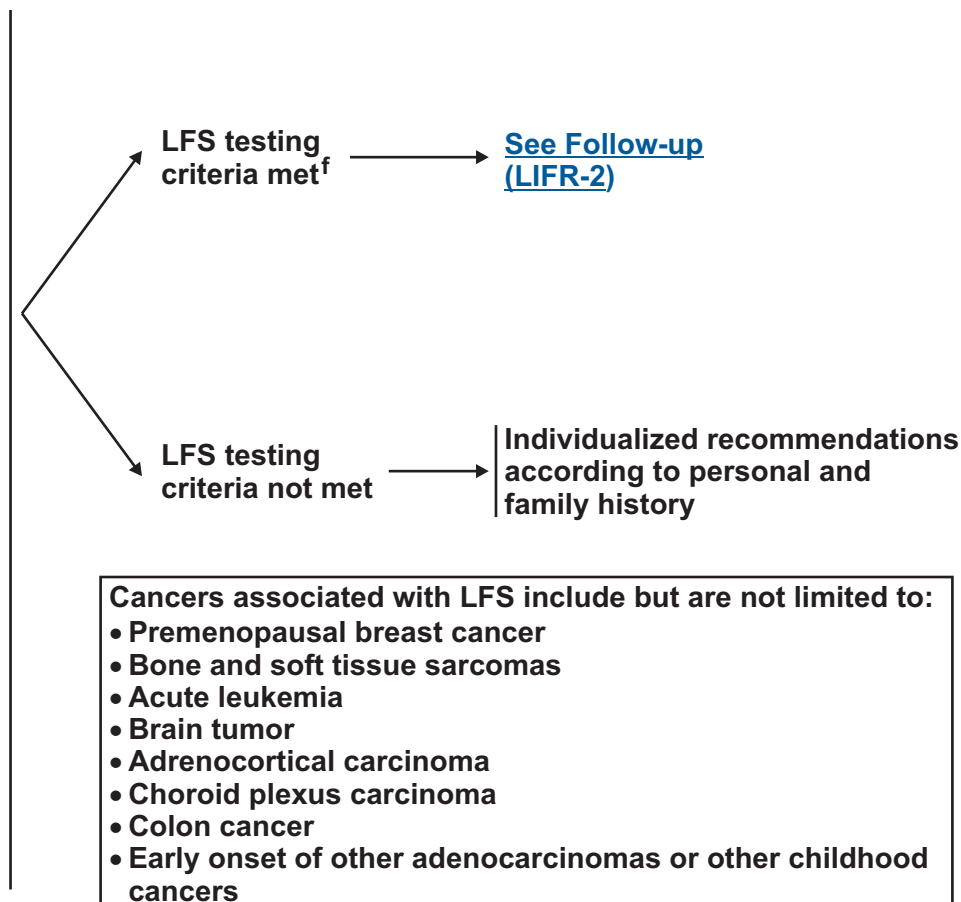 LFS testing
criteria metf
See Follow-up
(LIFR-2)
LFS testing
criteria not met
Individualized recommendations
according to personal and
family history
Cancers associated with LFS include but are not limited to:
• Premenopausal breast cancer
• Bone and soft tissue sarcomas
• Acute leukemia
• Brain tumor
• Adrenocortical carcinoma
• Choroid plexus carcinoma
• Colon cancer
• Early onset of other adenocarcinomas or other childhood
cancers